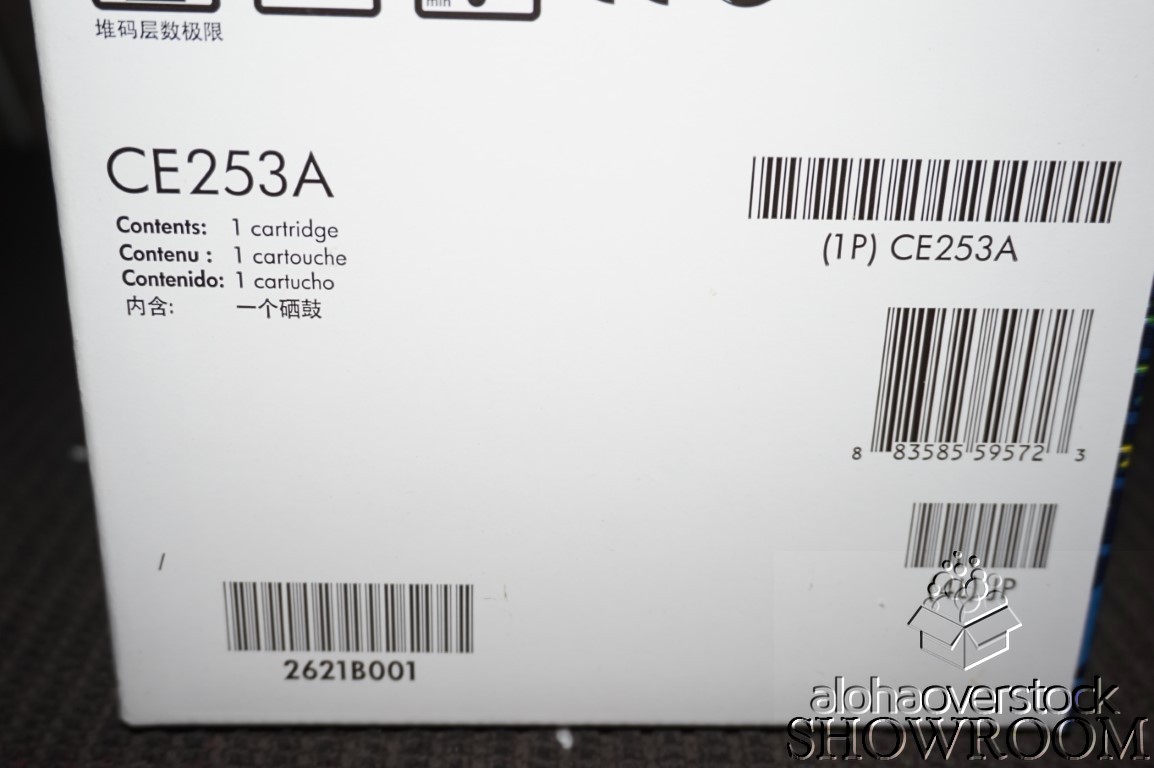 min
堆码层数极限
CE253A
Contents: 1 cartridge
Contenu : 1 cartouche
Contenido: 1 cartucho
内含: 一个硒鼓
(1P) CE253A
8 83585 59572 3
2621B001
alohaoverstock
SHOWROOM